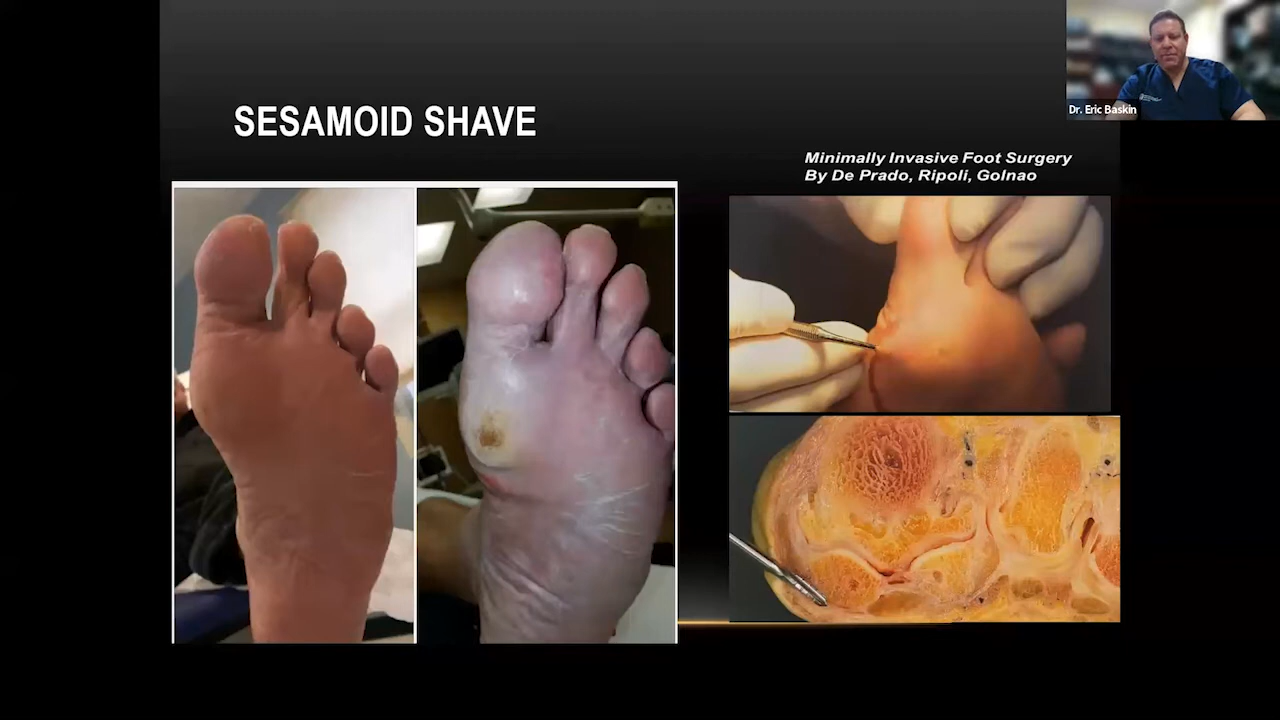 Dr. Eric Baskin
SESAMOID SHAVE
Minimally Invasive Foot Surgery
By De Prado, Ripoli, Golnao